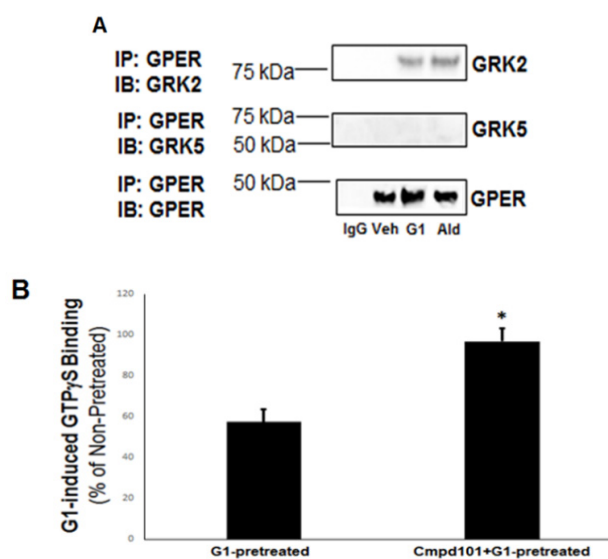 A
IP: GPER
IB: GRK2
75 kDa
GRK2
IP: GPER
IB: GRK5
75 kDa
50 kDa
GRK5
IP: GPER
IB: GPER
50 kDa
GPER
IgG Veh G1 Ald
B
G1-induced GTPγS Binding
(% of Non-Pretreated)
120
100
80
60
40
20
0
*
G1-pretreated
Cmpd101+G1-pretreated